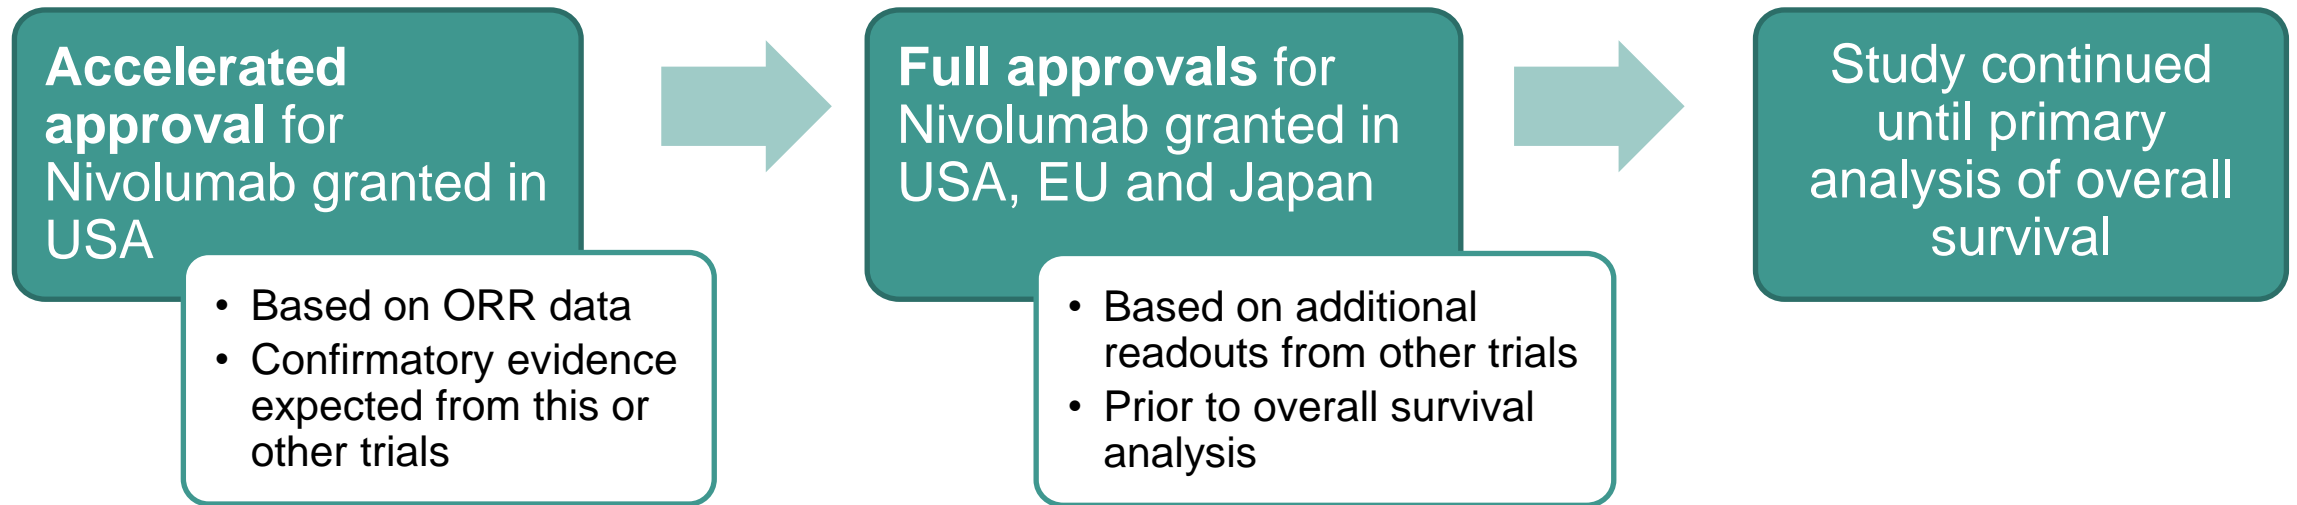 Accelerated
approval for
Nivolumab granted in
USA
• Based on ORR data
• Confirmatory evidence
expected from this or
other trials
Full approvals for
Nivolumab granted in
USA, EU and Japan
• Based on additional
readouts from other trials
• Prior to overall survival
analysis
Study continued
until primary
analysis of overall
survival